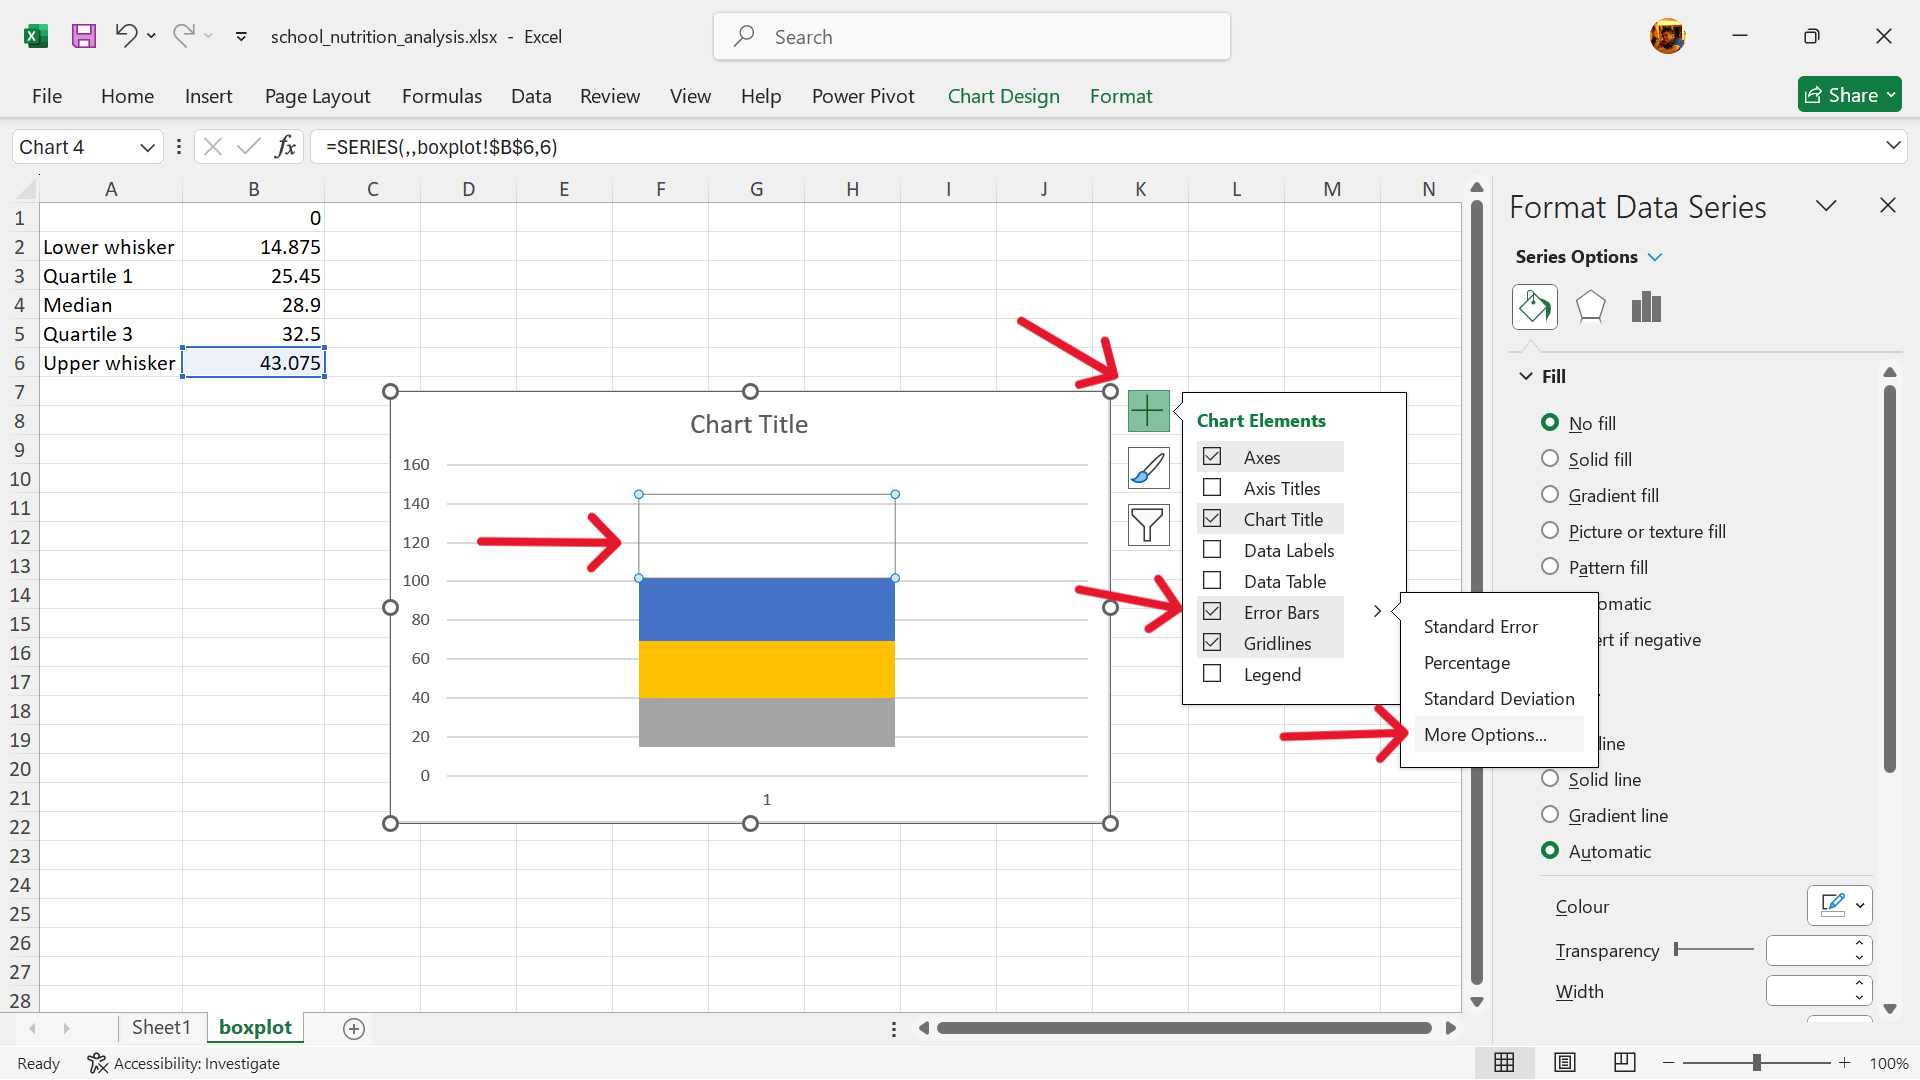 school_nutrition_analysis.xlsx - Excel
Search
File Home Insert Page Layout Formulas Data Review View Help Power Pivot Chart Design Format Share
Chart 4 fx =SERIES(,,boxplot!$B$6,6)
A B C D E F G H I J K L M N
1 0
2 Lower whisker 14.875
3 Quartile 1 25.45
4 Median 28.9
5 Quartile 3 32.5
6 Upper whisker 43.075
7
8
9
10
11
12
13
14
15
16
17
18
19
20
21
22
23
24
25
26
27
28
Chart Title
160
140
120
100
80
60
40
20
0
1
Chart Elements
Axes
Axis Titles
Chart Title
Data Labels
Data Table
Error Bars
Gridlines
Legend
Standard Error
Percentage
Standard Deviation
More Options...
Format Data Series
Series Options
Fill
No fill
Solid fill
Gradient fill
Picture or texture fill
Pattern fill
omatic
ert if negative
line
Solid line
Gradient line
Automatic
Colour
Transparency
Width
Sheet1 boxplot
Ready Accessibility: Investigate 100%